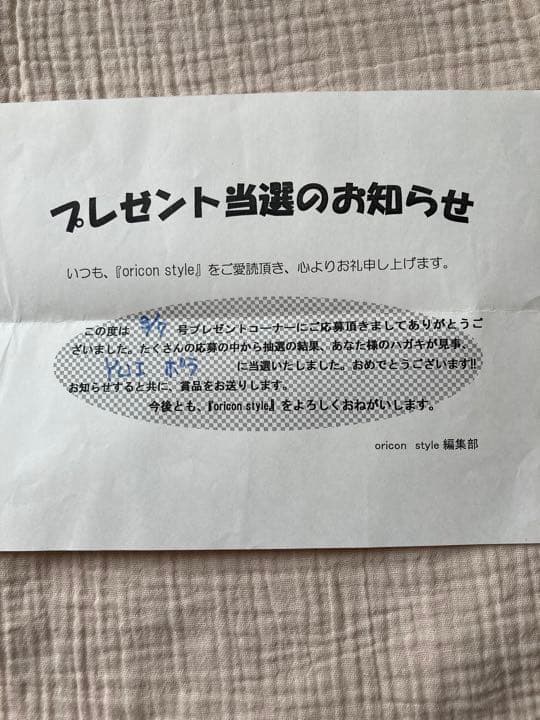 プレゼント当選のお知らせ
いつも、『oricon style』をご愛読頂き、心よりお礼申し上げます。
この度は 3/7 号プレゼントコーナーにご応募頂きましてありがとうご
ざいました。たくさんの応募の中から抽選の結果、あなた様のハガキが見事、
YUI ポラ に当選いたしました。おめでとうございます!!
お知らせすると共に、賞品をお送りします。
今後とも、『oricon style』をよろしくおねがいします。
oricon style 編集部